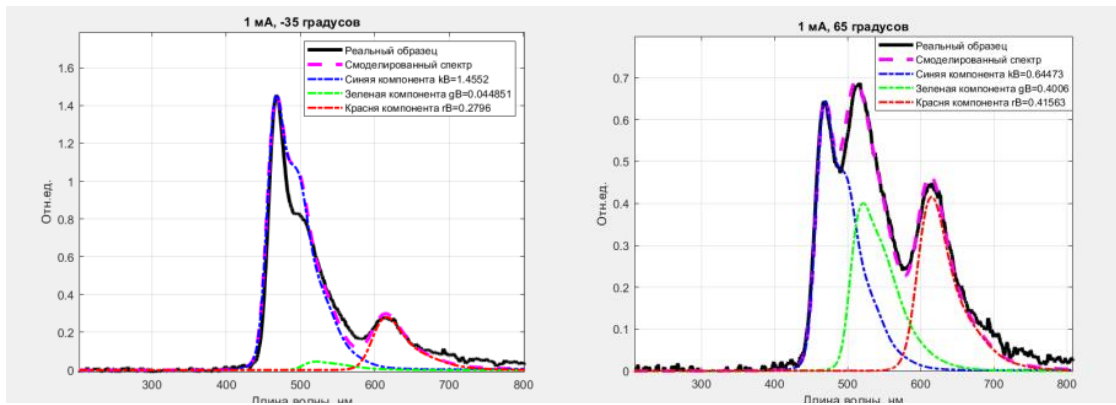 1 мА, -35 градусов
Реальный образец
Смоделированный спектр
Синяя компонента kB=1.4552
Зеленая компонента gB=0.044851
Красня компонента rB=0.2796
Отн.ед.
1.6
1.4
1.2
1
0.8
0.6
0.4
0.2
0
300
400
500
600
700
800
Длина волны, нм
1 мА, 65 градусов
Реальный образец
Смоделированный спектр
Синяя компонента kB=0.64473
Зеленая компонента gB=0.4006
Красня компонента rB=0.41563
Отн.ед.
0.7
0.6
0.5
0.4
0.3
0.2
0.1
0
300
400
500
600
700
800
Длина волны, нм